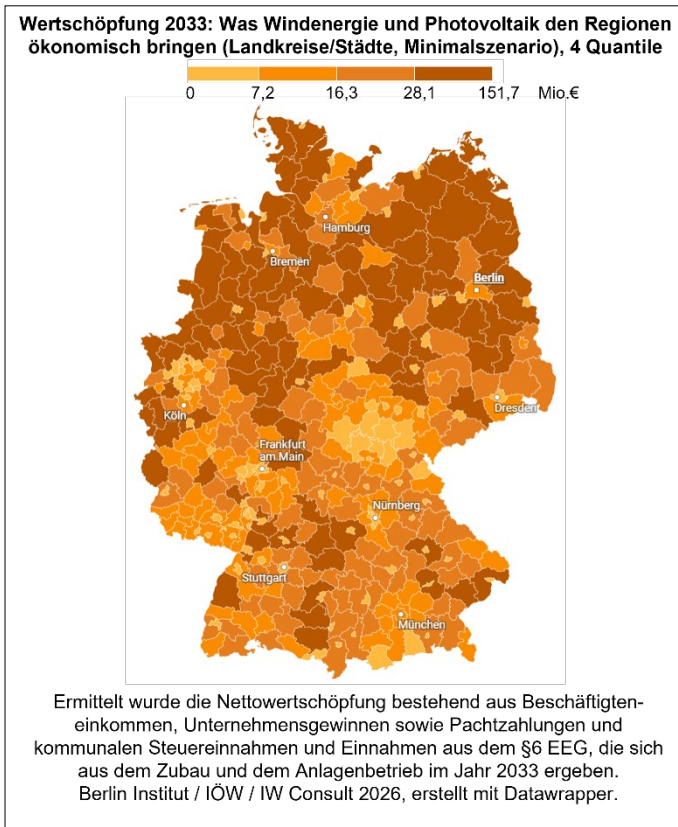 Wertschöpfung 2033: Was Windenergie und Photovoltaik den Regionen
ökonomisch bringen (Landkreise/Städte, Minimalszenario), 4 Quantile
0 7,2 16,3 28,1 151,7 Mio.€
Hamburg
Bremen
Berlin
Köln
Dresden
Frankfurt
am Main
Nürnberg
Stuttgart
München
Ermittelt wurde die Nettowertschöpfung bestehend aus Beschäftigten-
einkommen, Unternehmensgewinnen sowie Pachtzahlungen und
kommunalen Steuereinnahmen und Einnahmen aus dem §6 EEG, die sich
aus dem Zubau und dem Anlagenbetrieb im Jahr 2033 ergeben.
Berlin Institut / IÖW / IW Consult 2026, erstellt mit Datawrapper.